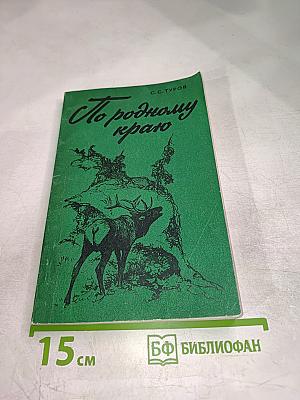 С. С. ТУРОВ
По родному
краю
15 см
БФ БИБЛИОФАН